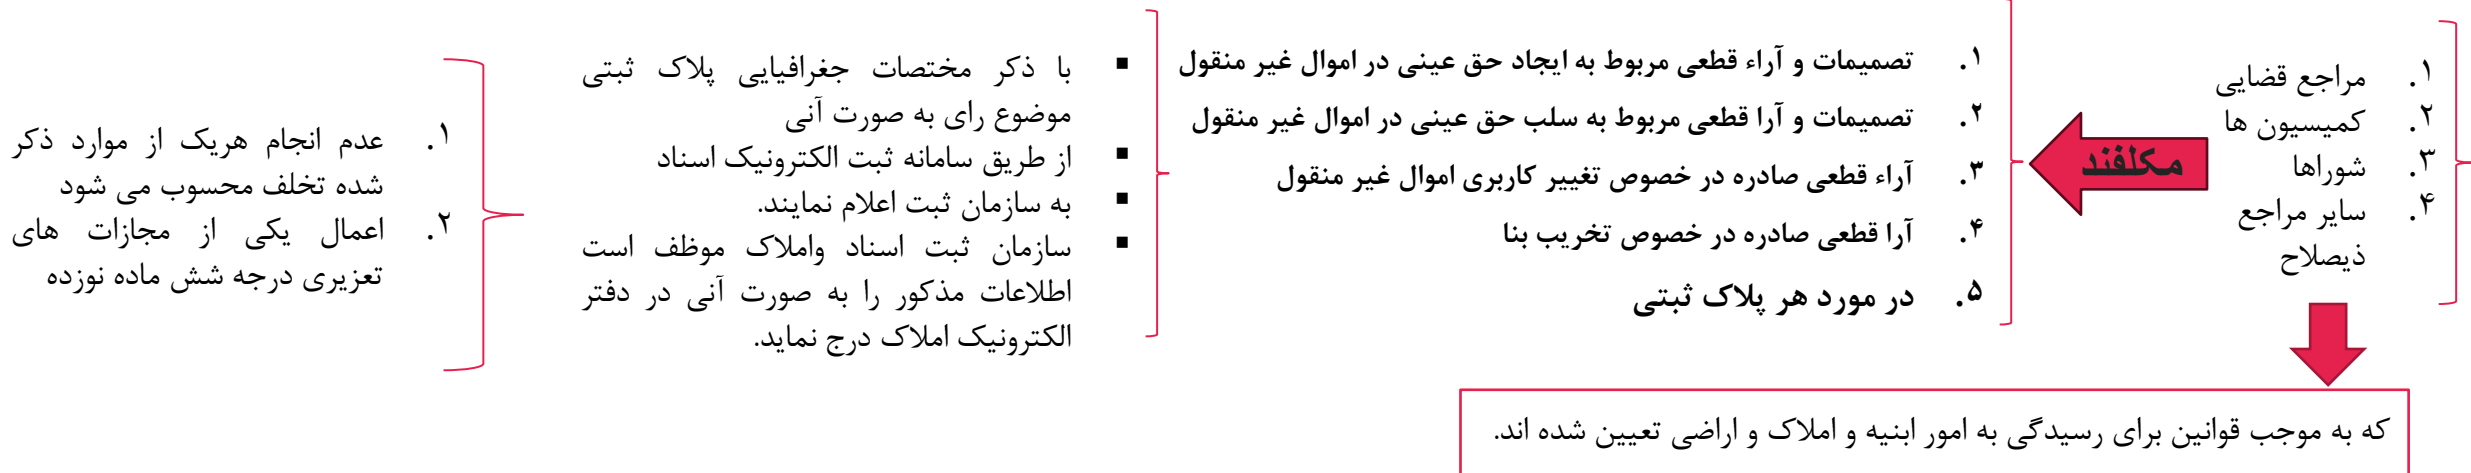 ۱. مراجع قضایی
۲. کمیسیون ها
۳. شوراها
۴. سایر مراجع
ذیصلاح
که به موجب قوانین برای رسیدگی به امور ابنیه و املاک و اراضی تعیین شده اند.
مکلفند
۱. تصمیمات و آراء قطعی مربوط به ایجاد حق عینی در اموال غیر منقول
۲. تصمیمات و آرا قطعی مربوط به سلب حق عینی در اموال غیر منقول
۳. آراء قطعی صادره در خصوص تغییر کاربری اموال غیر منقول
۴. آرا قطعی صادره در خصوص تخریب بنا
۵. در مورد هر پلاک ثبتی
▪ با ذکر مختصات جغرافیایی پلاک ثبتی
موضوع رای به صورت آنی
▪ از طریق سامانه ثبت الکترونیک اسناد
▪ به سازمان ثبت اعلام نمایند.
▪ سازمان ثبت اسناد واملاک موظف است
اطلاعات مذکور را به صورت آنی در دفتر
الکترونیک املاک درج نماید.
۱. عدم انجام هریک از موارد ذکر
شده تخلف محسوب می شود
۲. اعمال یکی از مجازات های
تعزیری درجه شش ماده نوزده